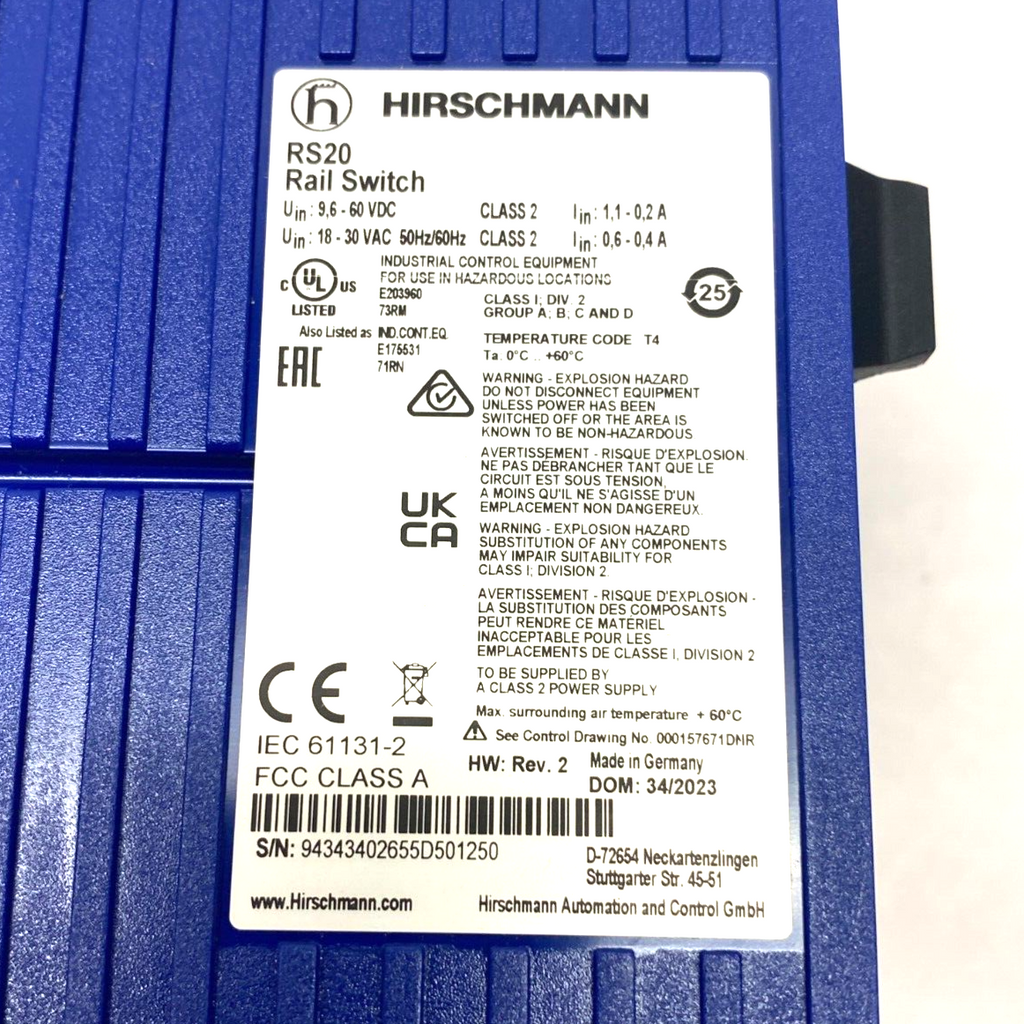 HIRSCHMANN
RS20
Rail Switch
Uin: 9,6 - 60 VDC CLASS 2 Iin: 1,1 - 0,2 A
Uin: 18 - 30 VAC 50Hz/60Hz CLASS 2 Iin: 0,6 - 0,4 A
INDUSTRIAL CONTROL EQUIPMENT
FOR USE IN HAZARDOUS LOCATIONS
C UL US
LISTED
E203960
73RM
CLASS I; DIV. 2
GROUP A; B; C AND D
25
Also Listed as IND.CONT.EQ.
E175531
71RN
TEMPERATURE CODE T4
Ta: 0°C .. +60°C
EAC
WARNING - EXPLOSION HAZARD
DO NOT DISCONNECT EQUIPMENT
UNLESS POWER HAS BEEN
SWITCHED OFF OR THE AREA IS
KNOWN TO BE NON-HAZARDOUS
AVERTISSEMENT - RISQUE D'EXPLOSION.
NE PAS DÉBRANCHER TANT QUE LE
CIRCUIT EST SOUS TENSION,
A MOINS QU'IL NE S'AGISSE D'UN
EMPLACEMENT NON DANGEREUX.
UK
CA
WARNING - EXPLOSION HAZARD
SUBSTITUTION OF ANY COMPONENTS
MAY IMPAIR SUITABILITY FOR
CLASS I; DIVISION 2.
AVERTISSEMENT - RISQUE D'EXPLOSION -
LA SUBSTITUTION DES COMPOSANTS
PEUT RENDRE CE MATÉRIEL
INACCEPTABLE POUR LES
EMPLACEMENTS DE CLASSE I, DIVISION 2
TO BE SUPPLIED BY
A CLASS 2 POWER SUPPLY
CE
Max. surrounding air temperature + 60°C
See Control Drawing No. 000157671DNR
IEC 61131-2
FCC CLASS A
HW: Rev. 2
Made in Germany
DOM: 34/2023
S/N: 94343402655D501250
D-72654 Neckartenzlingen
Stuttgarter Str. 45-51
www.Hirschmann.com
Hirschmann Automation and Control GmbH